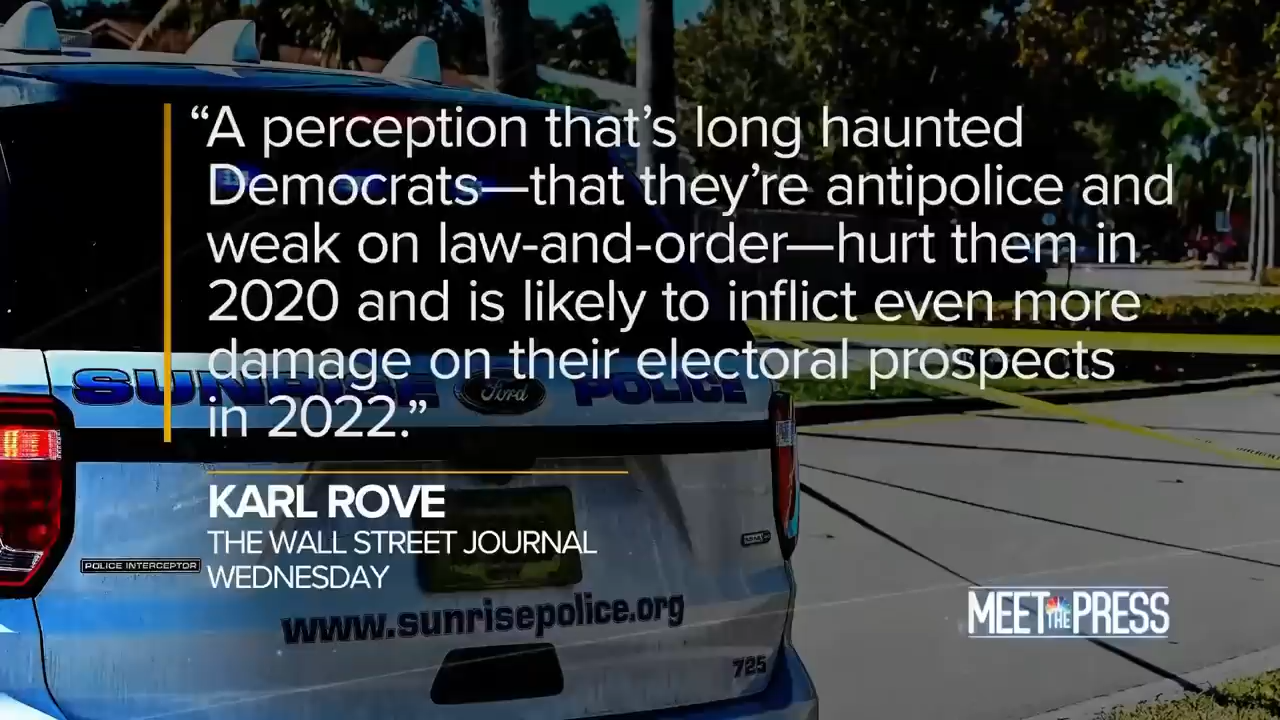 “A perception that’s long haunted
Democrats—that they’re antipolice and
weak on law-and-order—hurt them in
2020 and is likely to inflict even more
damage on their electoral prospects
in 2022.”
SUNRISE POLICE
Ford
KARL ROVE
THE WALL STREET JOURNAL
WEDNESDAY
POLICE INTERCEPTOR
www.sunrisepolice.org
725
MEET THE PRESS